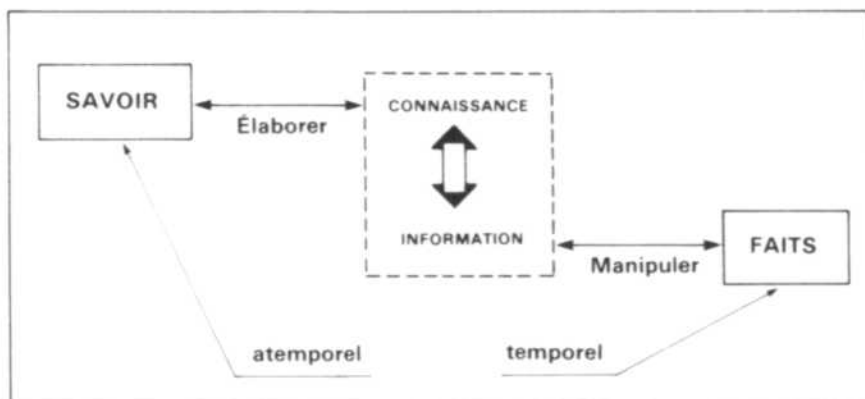 SAVOIR
Élaborer
CONNAISSANCE
INFORMATION
Manipuler
FAITS
atemporel
temporel